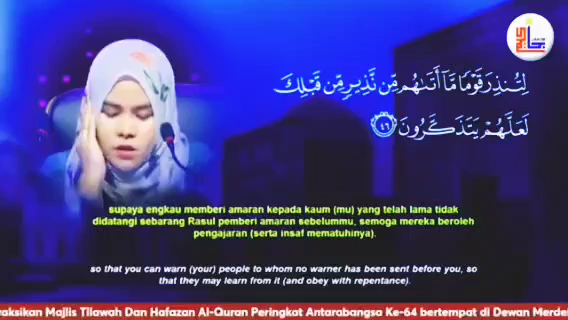 لِتُنذِرَ قَوْمًا مَّآ أَتَىٰهُم مِّن نَّذِيرٍ مِّن قَبْلِكَ
لَعَلَّهُمْ يَتَذَكَّرُونَ ٤٦
supaya engkau memberi amaran kepada kaum (mu) yang telah lama tidak
didatangi sebarang Rasul pemberi amaran sebelummu, semoga mereka beroleh
pengajaran (serta insaf mematuhinya).
so that you can warn (your) people to whom no warner has been sent before you, so
that they may learn from it (and obey with repentance).
aksikan Majlis Tilawah Dan Hafazan Al-Quran Peringkat Antarabangsa Ke-64 bertempat di Dewan Merde